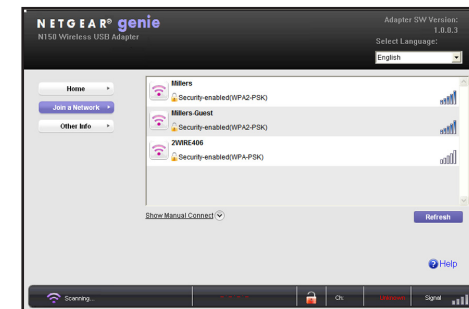 NETGEAR® genie
N150 Wireless USB Adapter
Adapter SW Version:
1.0.0.3
Select Language:
English
Home
Join a Network
Other Info
Millers
Security-enabled(WPA2-PSK)
Millers-Guest
Security-enabled(WPA2-PSK)
2WIRE406
Security-enabled(WPA-PSK)
Show Manual Connect
Refresh
Help
Scanning...
Signal